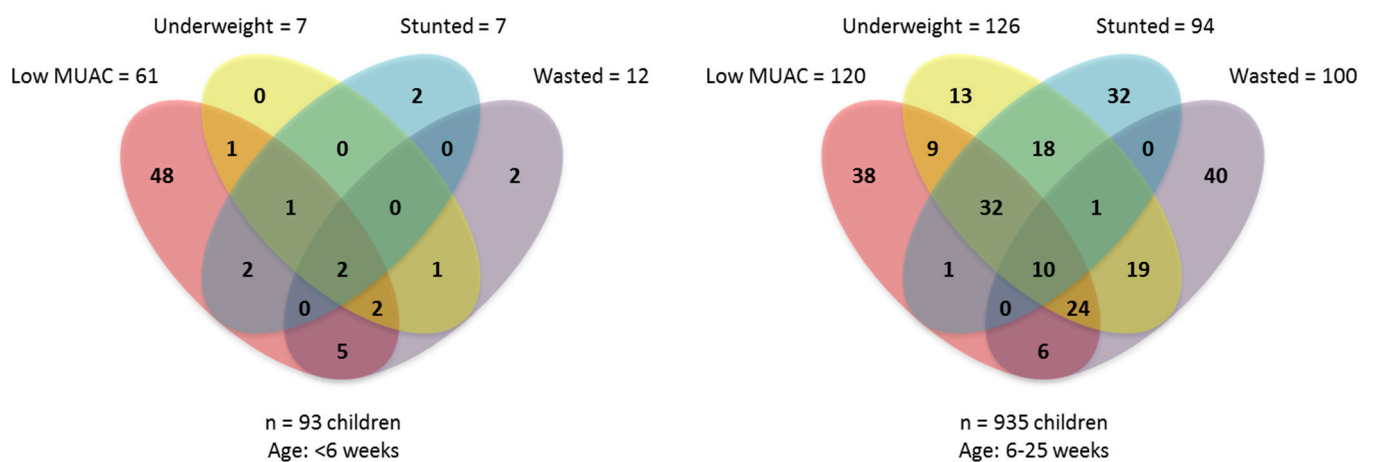 Underweight = 7
Stunted = 7
Low MUAC = 61
Wasted = 12
0
2
1
0
0
48
2
1
0
2
2
1
0
2
5
n = 93 children
Age: <6 weeks
Underweight = 126
Stunted = 94
Low MUAC = 120
Wasted = 100
13
32
9
18
0
38
40
32
1
1
10
19
0
24
6
n = 935 children
Age: 6-25 weeks